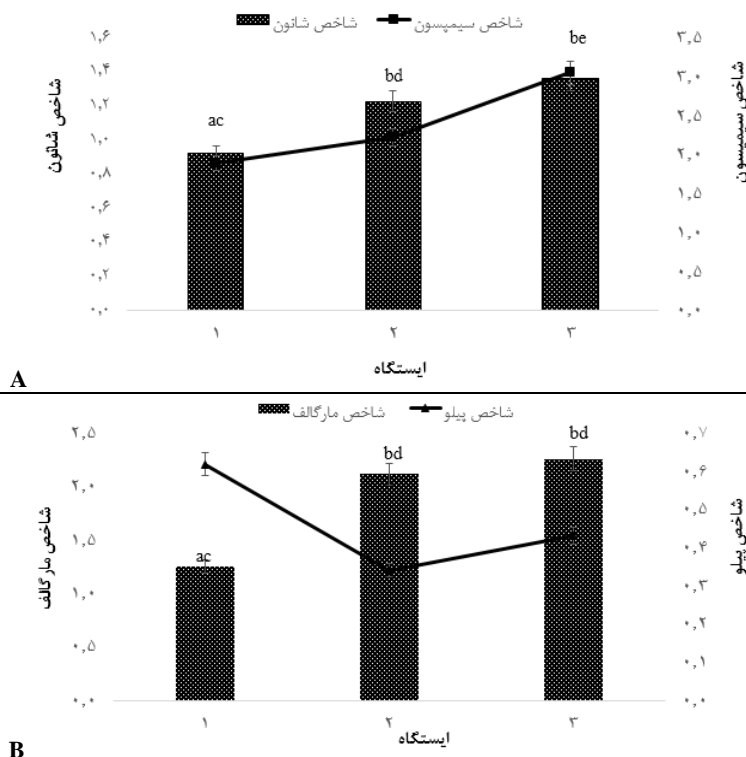 شاخص شانون شاخص سیمپسون
۱٫۶
۱٫۴
۱٫۲
۱٫۰
۰٫۸
۰٫۶
۰٫۴
۰٫۲
۰٫۰
شاخص شانون
ac
bd
be
۳٫۵
۳٫۰
۲٫۵
۲٫۰
۱٫۵
۱٫۰
۰٫۵
۰٫۰
شاخص سیمپسون
۱ ۲ ۳
ایستگاه
A
شاخص مارگالف شاخص پیلو
۲٫۵
۲٫۰
۱٫۵
۱٫۰
۰٫۵
۰٫۰
شاخص مارگالف
ac
bd
bd
۰٫۷
۰٫۶
۰٫۵
۰٫۴
۰٫۳
۰٫۲
۰٫۱
۰٫۰
شاخص پیلو
۱ ۲ ۳
ایستگاه
B